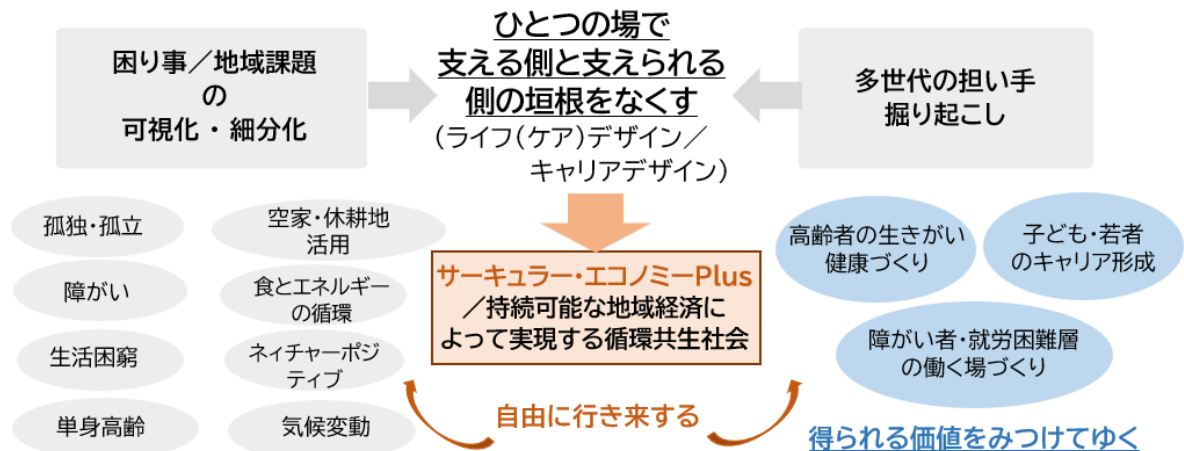 困り事／地域課題
の
可視化・細分化
ひとつの場で
支える側と支えられる
側の垣根をなくす
（ライフ（ケア）デザイン／
キャリアデザイン）
多世代の担い手
掘り起こし
孤独・孤立
空家・休耕地
活用
障がい
食とエネルギー
の循環
生活困窮
ネィチャーポジ
ティブ
単身高齢
気候変動
サーキュラー・エコノミーPlus
／持続可能な地域経済に
よって実現する循環共生社会
自由に行き来する
高齢者の生きがい
健康づくり
子ども・若者
のキャリア形成
障がい者・就労困難層
の働く場づくり
得られる価値をみつけてゆく